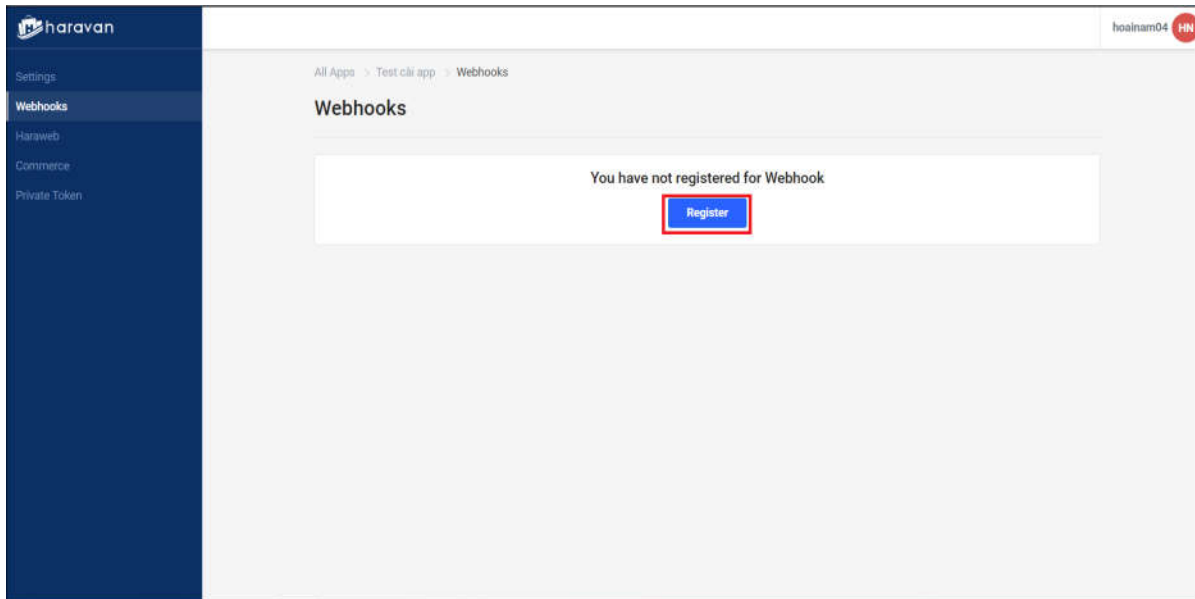 haravan
hoainam04 HN
Settings
Webhooks
Haraweb
Commerce
Private Token
All Apps > Test cài app > Webhooks
Webhooks
You have not registered for Webhook
Register